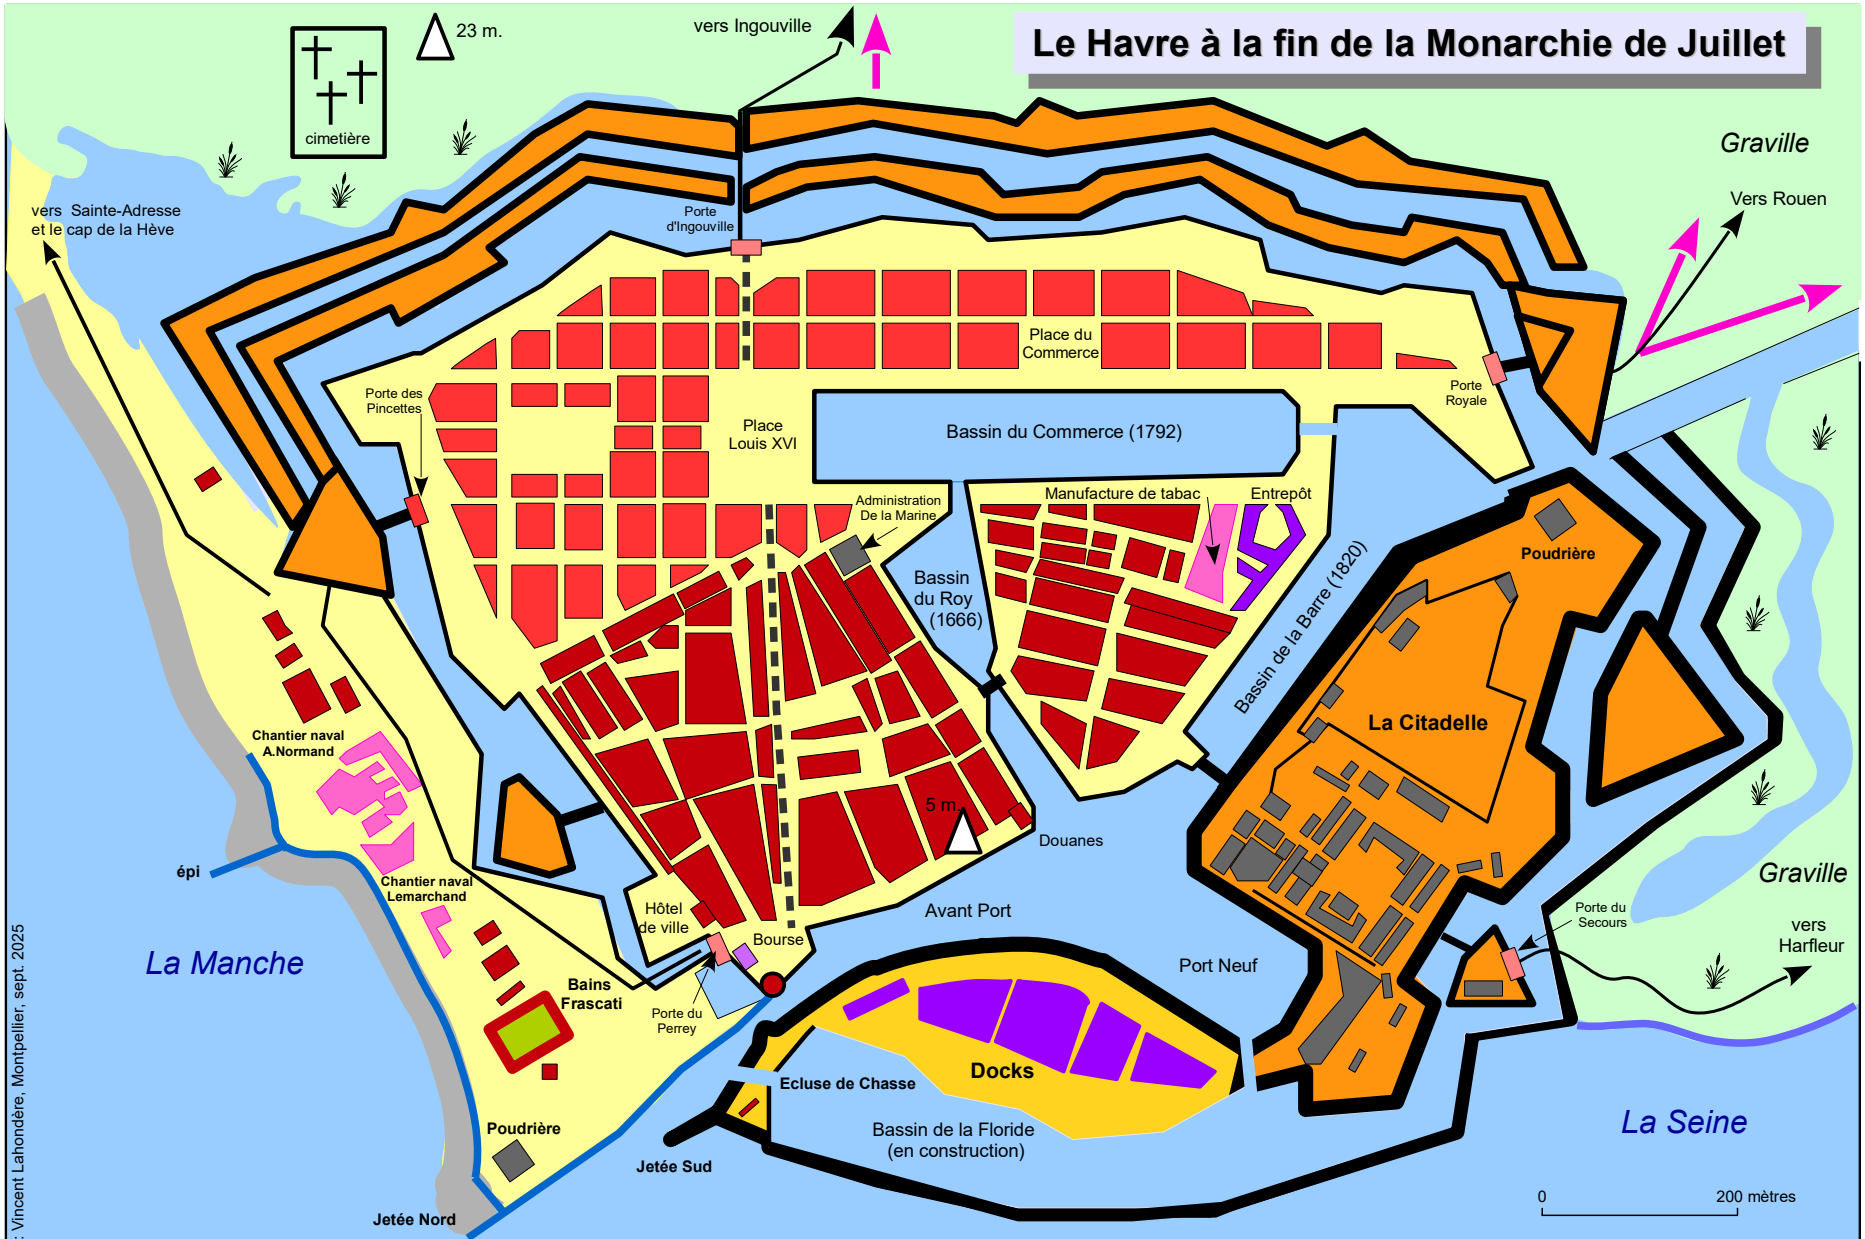 Le Havre à la fin de la Monarchie de Juillet
23 m.
cimetière
vers Ingouville
Graville
Vers Rouen
vers Sainte-Adresse
et le cap de la Hève
Porte
d'Ingouville
Place du
Commerce
Porte
Royale
Porte des
Pincettes
Place
Louis XVI
Bassin du Commerce (1792)
Administration
De la Marine
Manufacture de tabac
Entrepôt
Poudrière
Bassin
du Roy
(1666)
Bassin de la Barre (1820)
La Citadelle
Chantier naval
A.Normand
5 m.
Douanes
épi
Chantier naval
Lemarchand
Graville
Hôtel
de ville
Bourse
Avant Port
Porte du
Secours
vers
Harfleur
La Manche
Port Neuf
Bains
Frascati
Porte du
Perrey
Docks
Ecluse de Chasse
La Seine
Poudrière
Bassin de la Floride
(en construction)
Jetée Sud
Jetée Nord
0 200 mètres
: Vincent Lahondère, Montpellier, sept. 2025